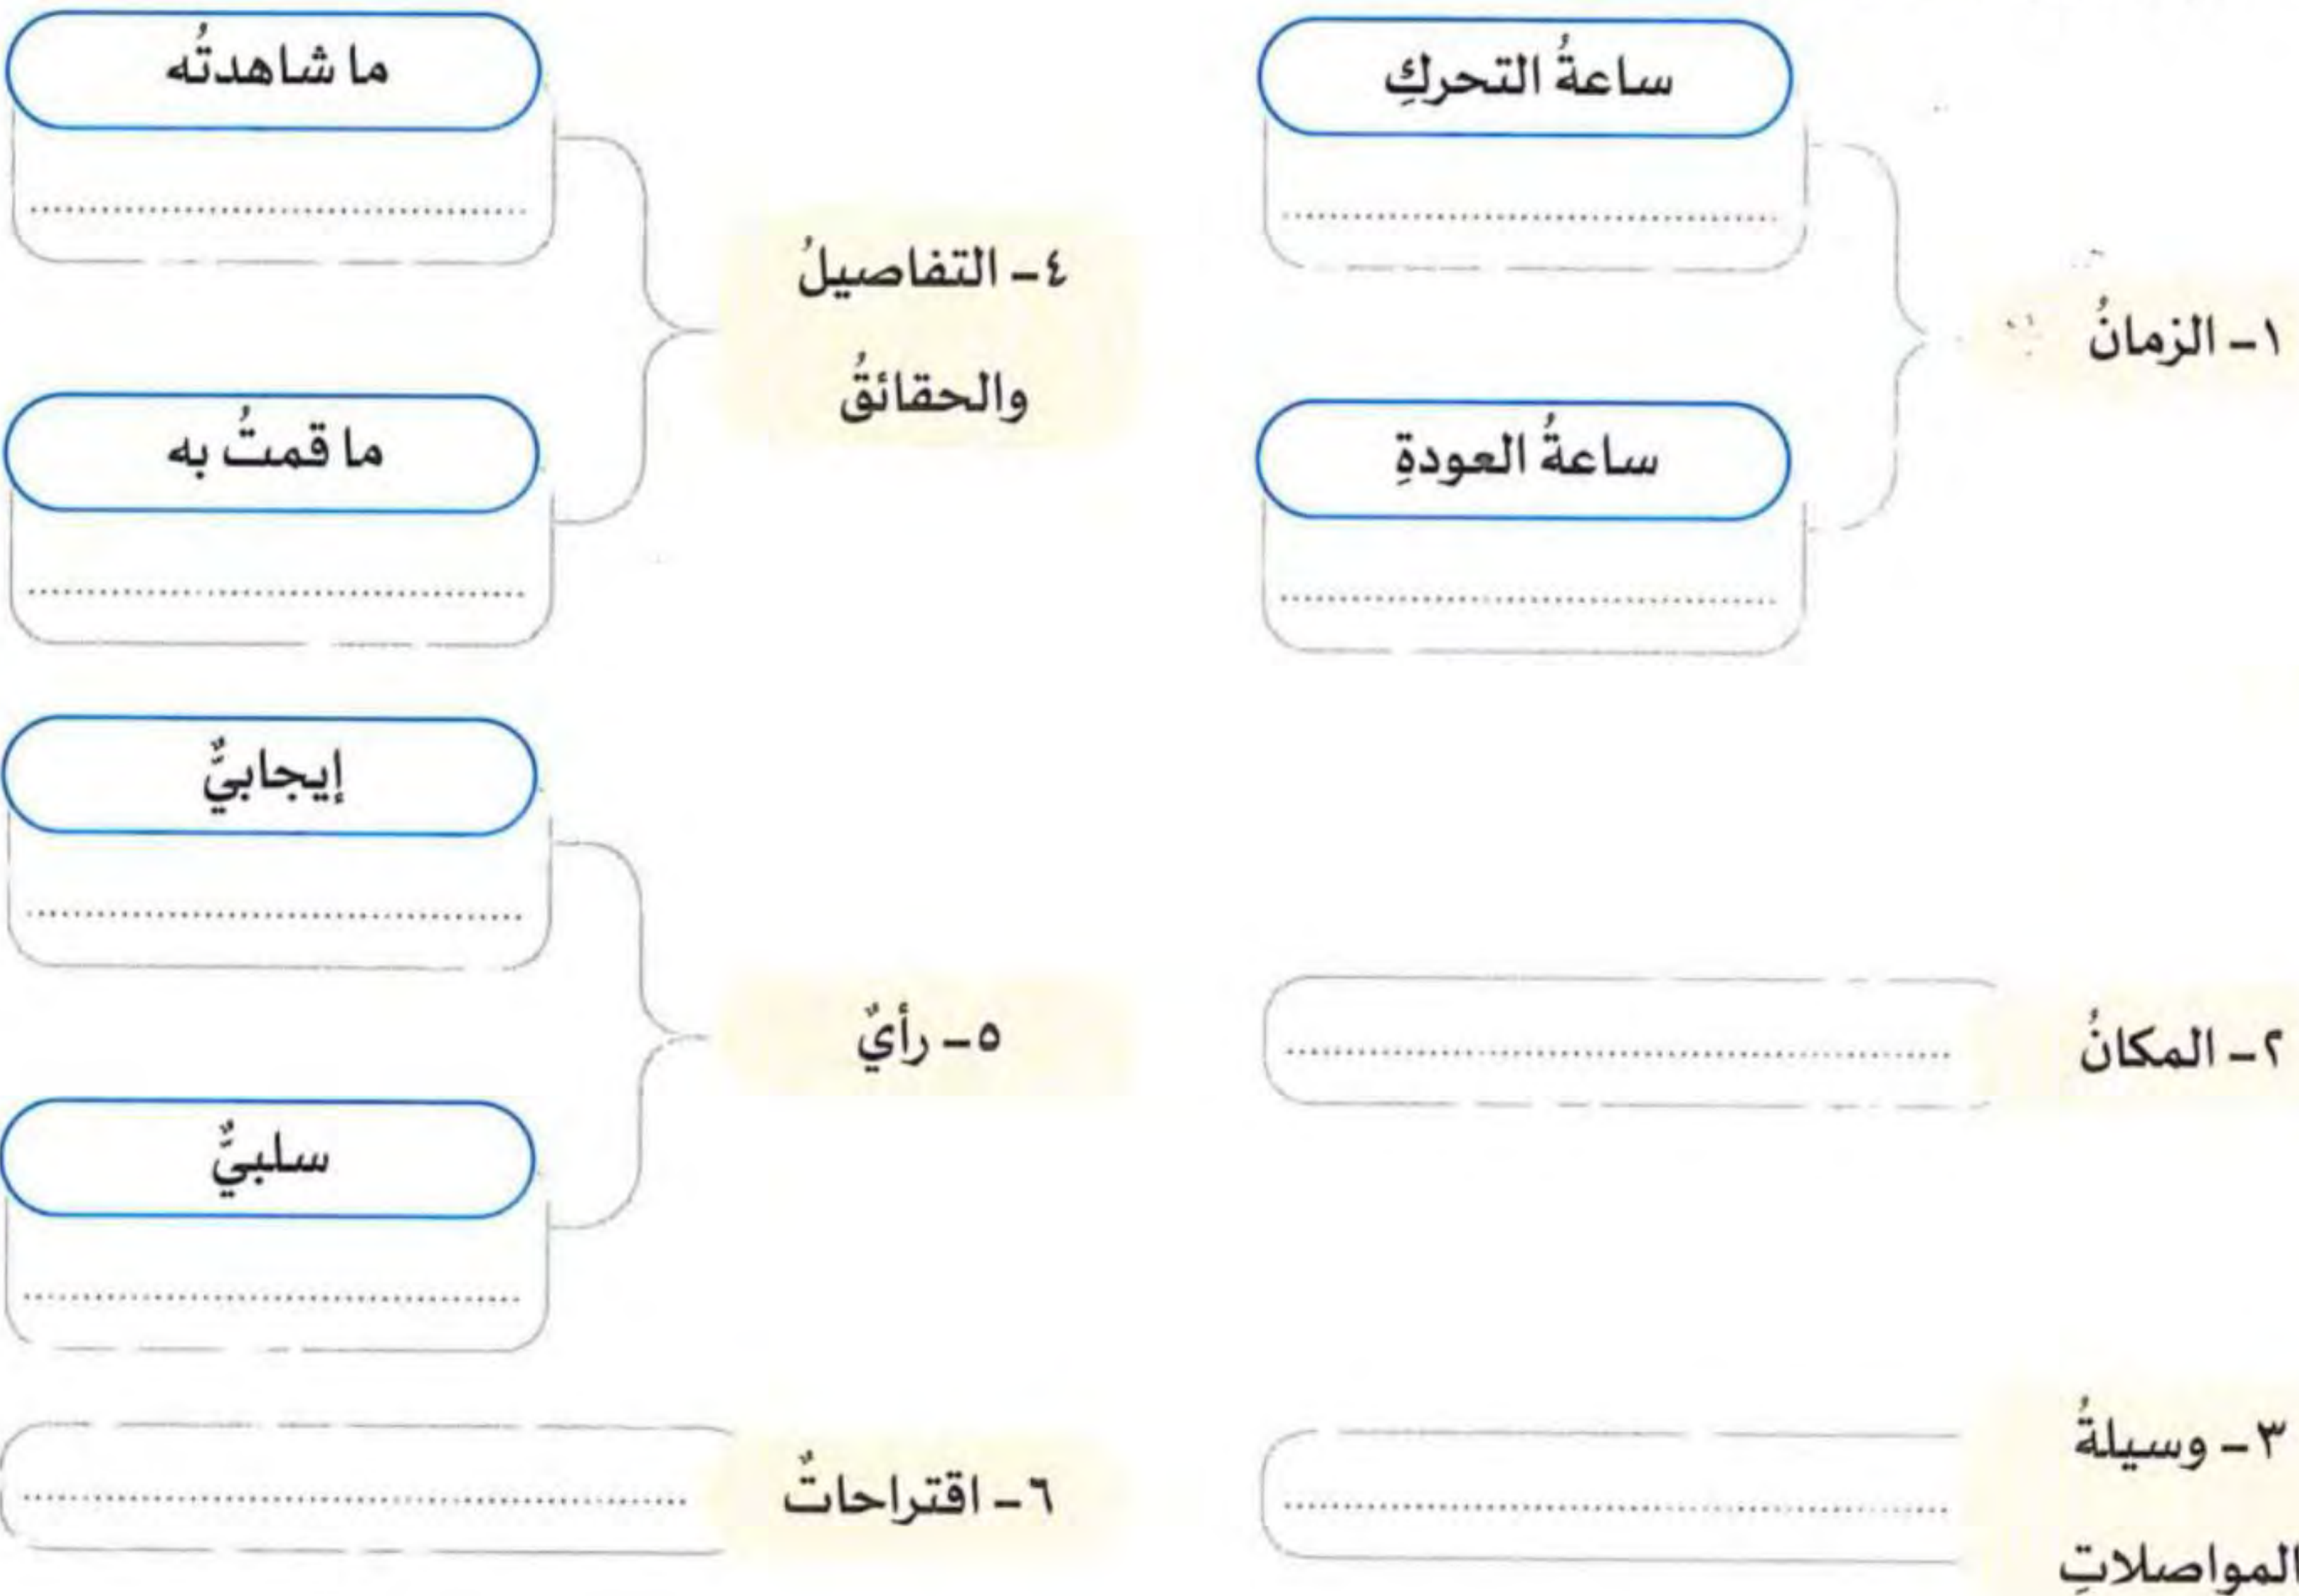 ١- الزمانُ
ساعةُ التحركِ
........................
ساعةُ العودةِ
........................
٢- المكانُ
........................
٣- وسيلةُ
المواصلاتِ
........................
٤- التفاصيلُ
والحقائقُ
ما شاهدتُه
........................
ما قمتُ به
........................
٥- رأيٌ
إيجابيٌّ
........................
سلبيٌّ
........................
٦- اقتراحاتٌ
........................